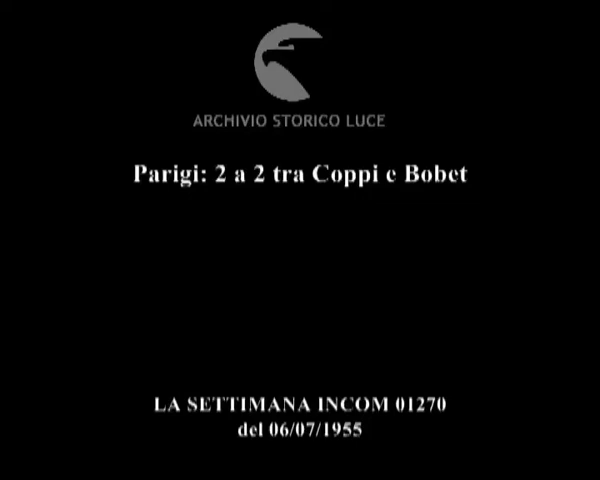 ARCHIVIO STORICO LUCE
Parigi: 2 a 2 tra Coppi e Bobet
LA SETTIMANA INCOM 01270
del 06/07/1955